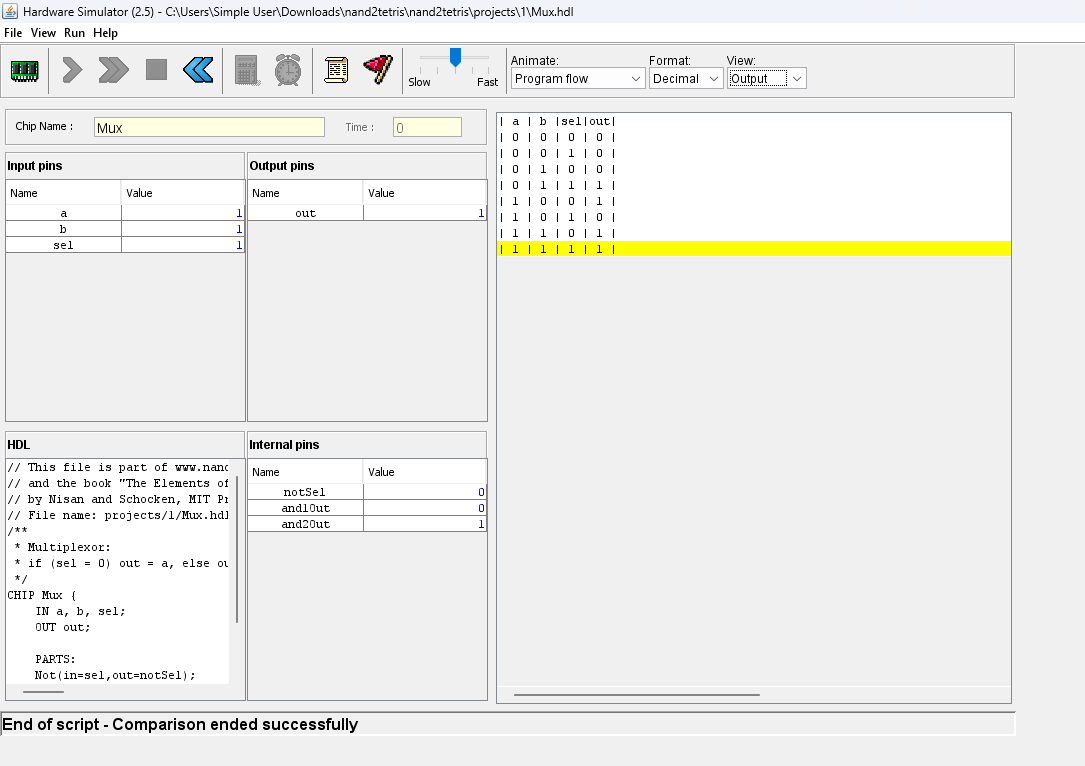 Hardware Simulator (2.5) - C:\Users\Simple User\Downloads\nand2tetris\nand2tetris\projects\1\Mux.hdl
File View Run Help
Slow Fast
Animate: Format: View:
Program flow Decimal Output
Chip Name : Mux Time : 0
Input pins
Name Value
a 1
b 1
sel 1
Output pins
Name Value
out 1
HDL
// This file is part of www.nand
// and the book "The Elements of
// by Nisan and Schocken, MIT Pr
// File name: projects/1/Mux.hdl
/**
* Multiplexor:
* if (sel = 0) out = a, else ou
*/
CHIP Mux {
IN a, b, sel;
OUT out;
PARTS:
Not(in=sel,out=notSel);
Internal pins
Name Value
notSel 0
and1Out 0
and2Out 1
| a | b |sel|out|
| 0 | 0 | 0 | 0 |
| 0 | 0 | 1 | 0 |
| 0 | 1 | 0 | 0 |
| 0 | 1 | 1 | 1 |
| 1 | 0 | 0 | 1 |
| 1 | 0 | 1 | 0 |
| 1 | 1 | 0 | 1 |
| 1 | 1 | 1 | 1 |
End of script - Comparison ended successfully